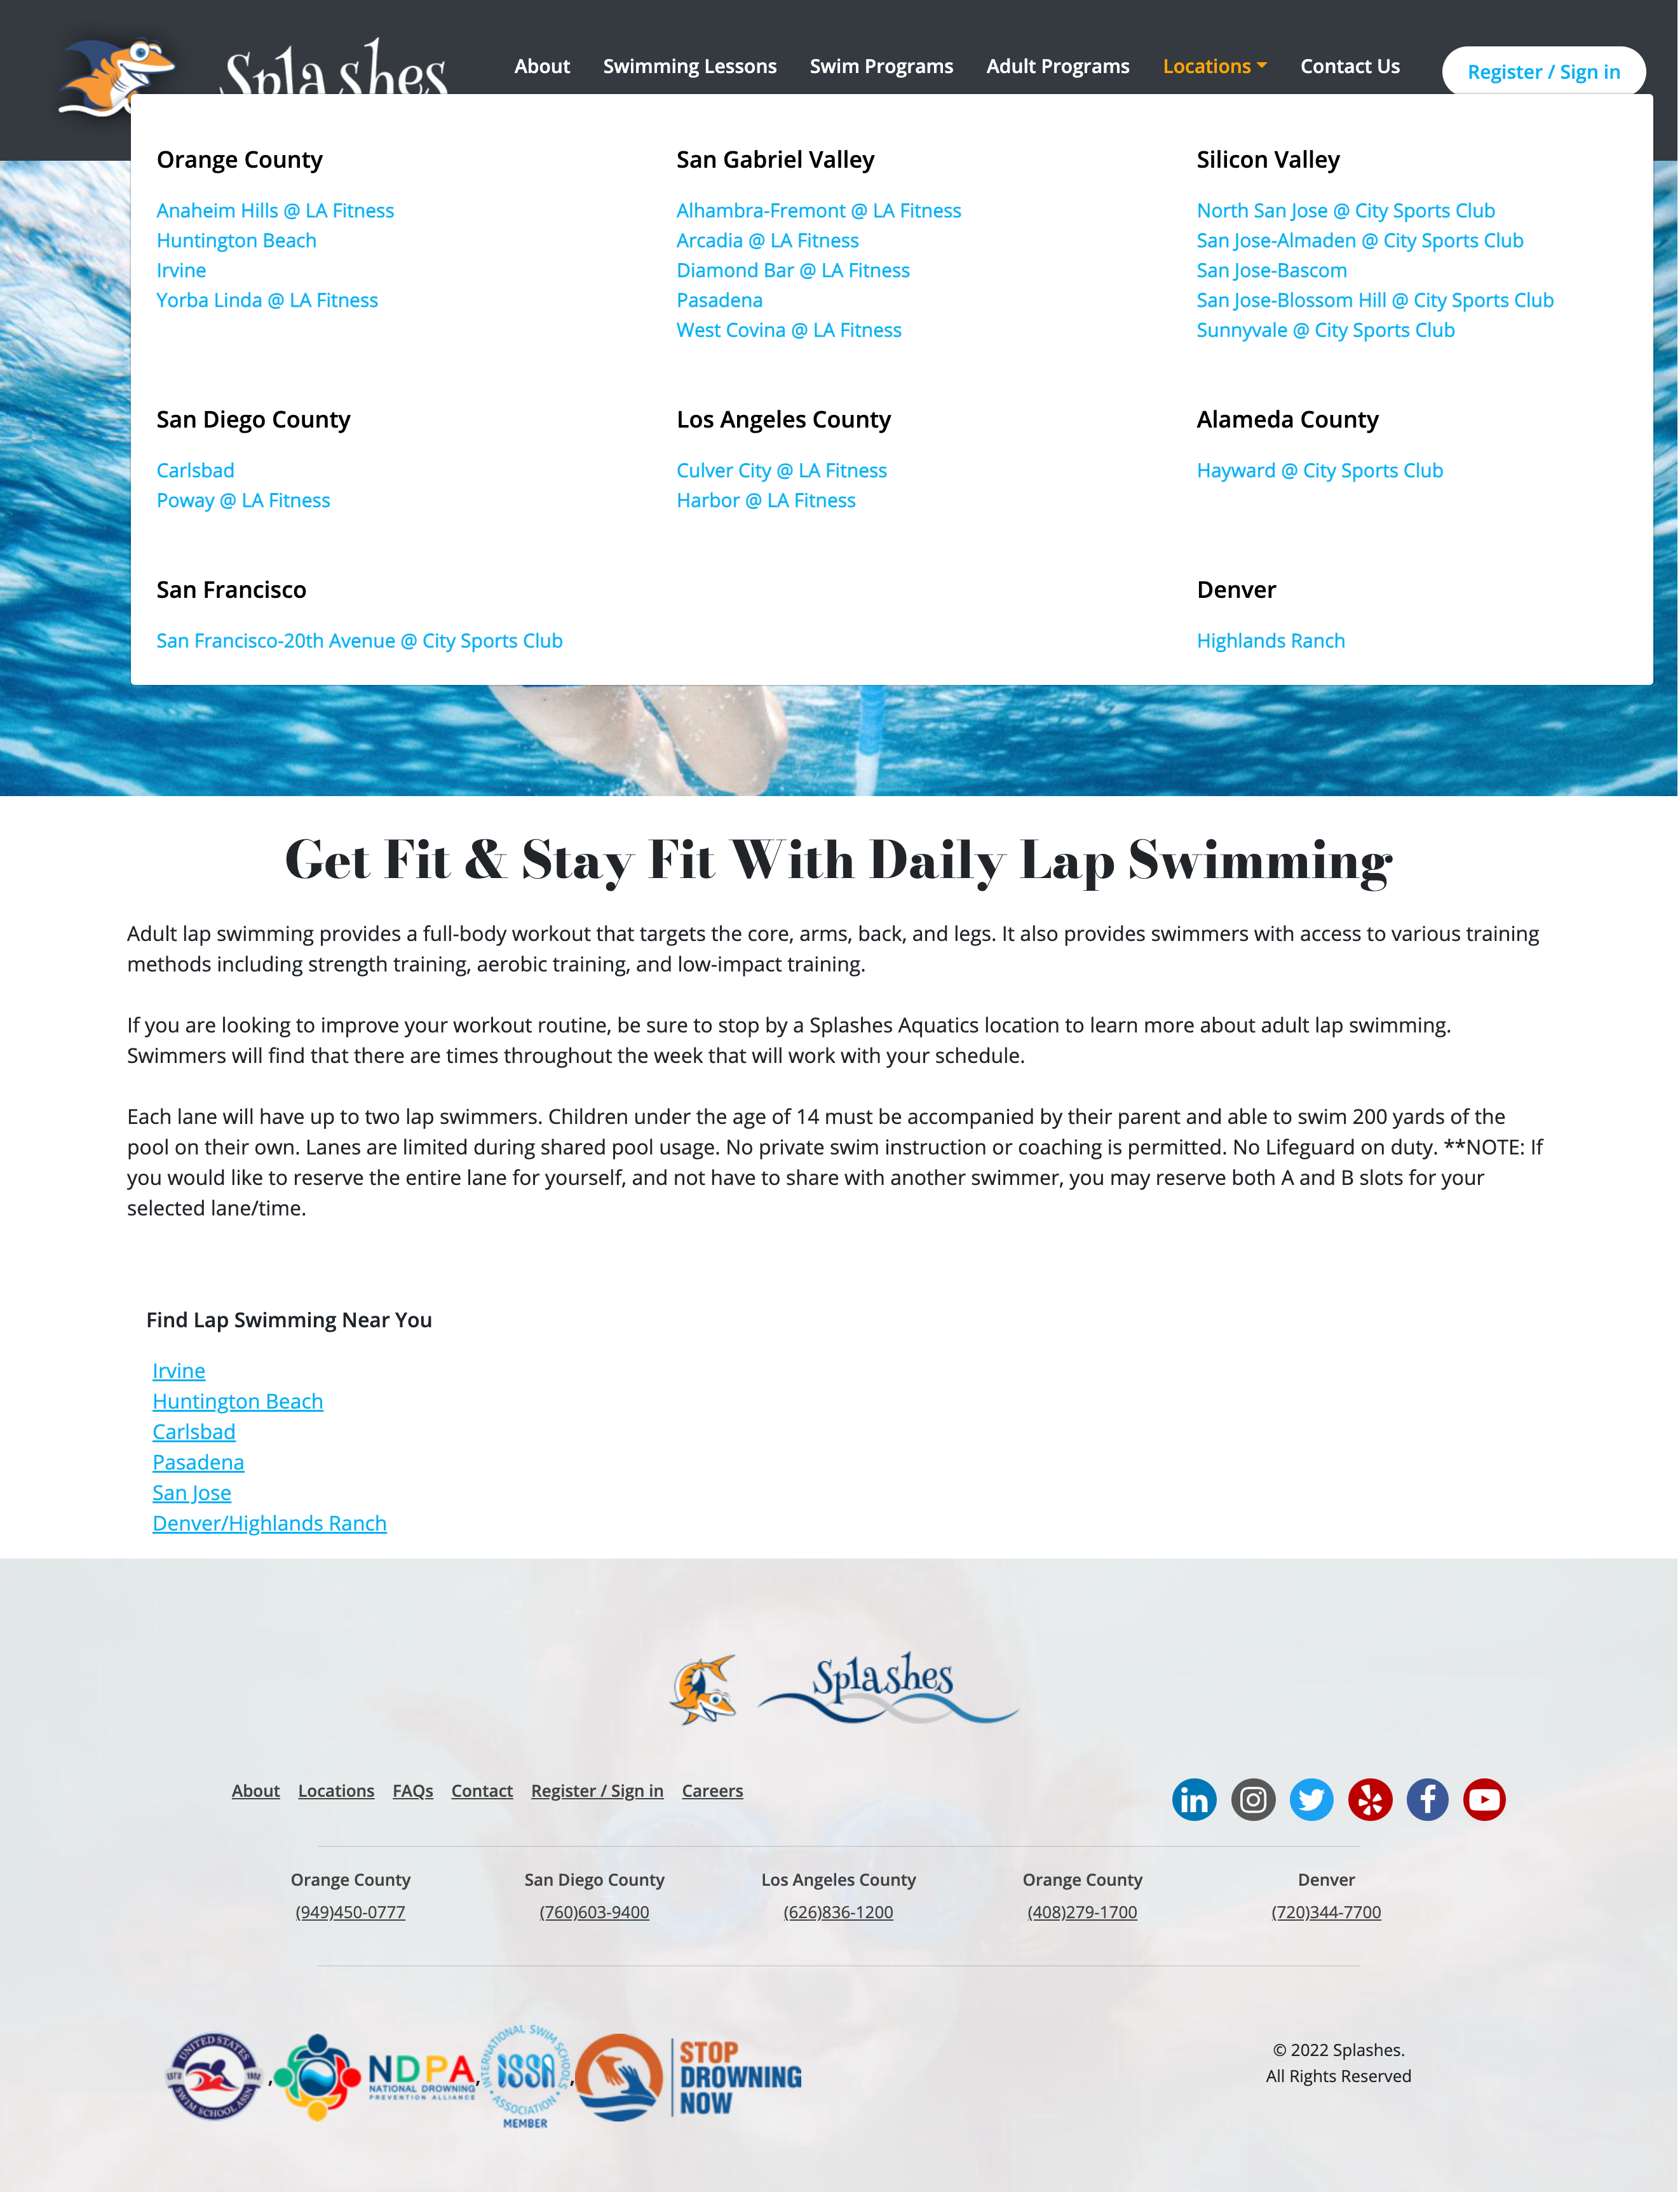 Splashes
About Swimming Lessons Swim Programs Adult Programs Locations Contact Us Register / Sign in
Orange County
Anaheim Hills @ LA Fitness
Huntington Beach
Irvine
Yorba Linda @ LA Fitness
San Gabriel Valley
Alhambra-Fremont @ LA Fitness
Arcadia @ LA Fitness
Diamond Bar @ LA Fitness
Pasadena
West Covina @ LA Fitness
Silicon Valley
North San Jose @ City Sports Club
San Jose-Almaden @ City Sports Club
San Jose-Bascom
San Jose-Blossom Hill @ City Sports Club
Sunnyvale @ City Sports Club
San Diego County
Carlsbad
Poway @ LA Fitness
Los Angeles County
Culver City @ LA Fitness
Harbor @ LA Fitness
Alameda County
Hayward @ City Sports Club
San Francisco
San Francisco-20th Avenue @ City Sports Club
Denver
Highlands Ranch
Get Fit & Stay Fit With Daily Lap Swimming
Adult lap swimming provides a full-body workout that targets the core, arms, back, and legs. It also provides swimmers with access to various training
methods including strength training, aerobic training, and low-impact training.
If you are looking to improve your workout routine, be sure to stop by a Splashes Aquatics location to learn more about adult lap swimming.
Swimmers will find that there are times throughout the week that will work with your schedule.
Each lane will have up to two lap swimmers. Children under the age of 14 must be accompanied by their parent and able to swim 200 yards of the
pool on their own. Lanes are limited during shared pool usage. No private swim instruction or coaching is permitted. No Lifeguard on duty. **NOTE: If
you would like to reserve the entire lane for yourself, and not have to share with another swimmer, you may reserve both A and B slots for your
selected lane/time.
Find Lap Swimming Near You
Irvine
Huntington Beach
Carlsbad
Pasadena
San Jose
Denver/Highlands Ranch
Splashes
About Locations FAQs Contact Register / Sign in Careers
Orange County
(949)450-0777
San Diego County
(760)603-9400
Los Angeles County
(626)836-1200
Orange County
(408)279-1700
Denver
(720)344-7700
UNITED STATES
SWIM SCHOOL ASSN
,
NDPA
NATIONAL DROWNING
PREVENTION ALLIANCE
,
INTERNATIONAL SWIM SCHOOLS
ISSA
ASSOCIATION
MEMBER
,
STOP
DROWNING
NOW
© 2022 Splashes.
All Rights Reserved